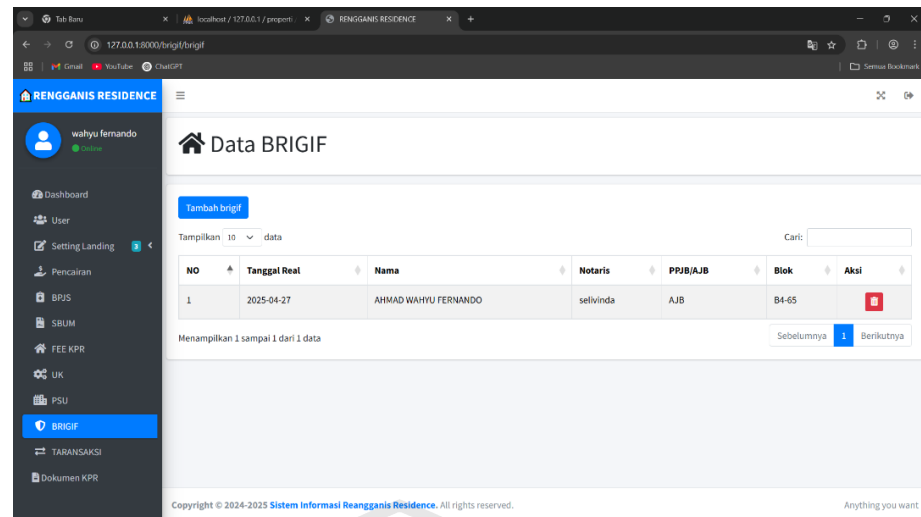 Tab Baru
localhost / 127.0.0.1 / properti
RENGGANIS RESIDENCE
127.0.0.1:8000/brigif/brigif
Gmail YouTube ChatGPT Semua Bookmark
RENGGANIS RESIDENCE
wahyu fernando
Online
Data BRIGIF
Dashboard
User
Setting Landing 3
Pencairan
BPJS
SBUM
FEE KPR
UK
PSU
BRIGIF
TARANSAKSI
Dokumen KPR
Tambah brigif
Tampilkan 10 data Cari:
NO Tanggal Real Nama Notaris PPJB/AJB Blok Aksi
1 2025-04-27 AHMAD WAHYU FERNANDO selivinda AJB B4-65
Menampilkan 1 sampai 1 dari 1 data Sebelumnya 1 Berikutnya
Copyright © 2024-2025 Sistem Informasi Reangganis Residence. All rights reserved. Anything you want